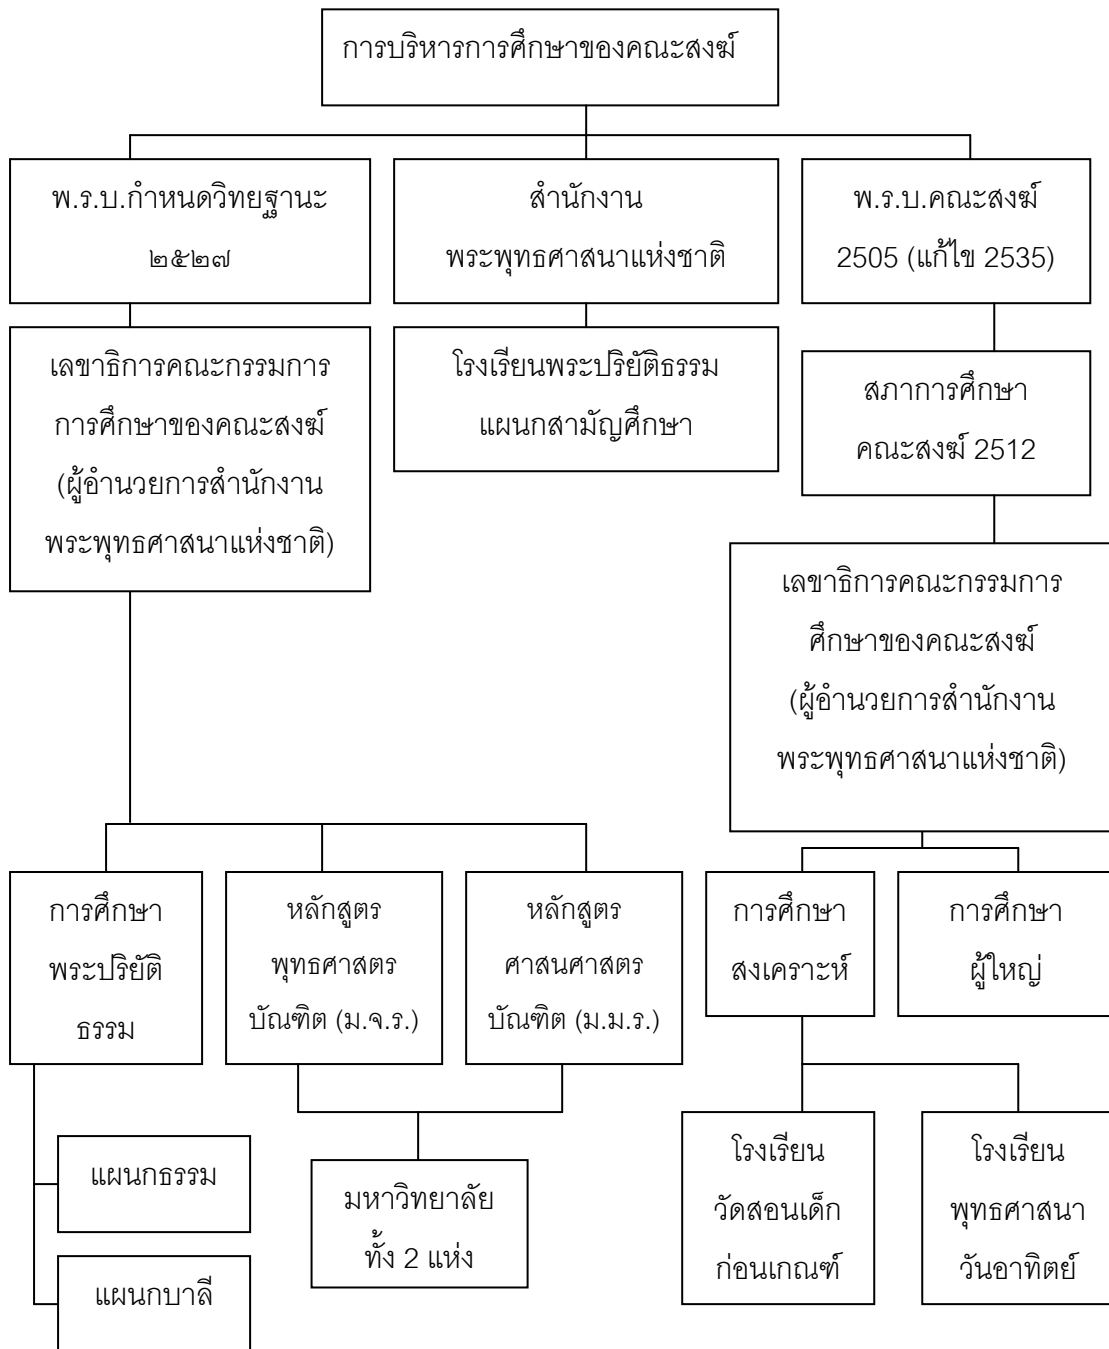 การบริหารการศึกษาของคณะสงฆ์
พ.ร.บ.กำหนดวิทยฐานะ
๒๕๒๗
สำนักงาน
พระพุทธศาสนาแห่งชาติ
พ.ร.บ.คณะสงฆ์
2505 (แก้ไข 2535)
เลขาธิการคณะกรรมการ
การศึกษาของคณะสงฆ์
(ผู้อำนวยการสำนักงาน
พระพุทธศาสนาแห่งชาติ)
โรงเรียนพระปริยัติธรรม
แผนกสามัญศึกษา
สภาการศึกษา
คณะสงฆ์ 2512
เลขาธิการคณะกรรมการ
ศึกษาของคณะสงฆ์
(ผู้อำนวยการสำนักงาน
พระพุทธศาสนาแห่งชาติ)
การศึกษา
พระปริยัติ
ธรรม
หลักสูตร
พุทธศาสตร
บัณฑิต (ม.จ.ร.)
หลักสูตร
ศาสนศาสตร
บัณฑิต (ม.ม.ร.)
การศึกษา
สงเคราะห์
การศึกษา
ผู้ใหญ่
แผนกธรรม
แผนกบาลี
มหาวิทยาลัย
ทั้ง 2 แห่ง
โรงเรียน
วัดสอนเด็ก
ก่อนเกณฑ์
โรงเรียน
พุทธศาสนา
วันอาทิตย์